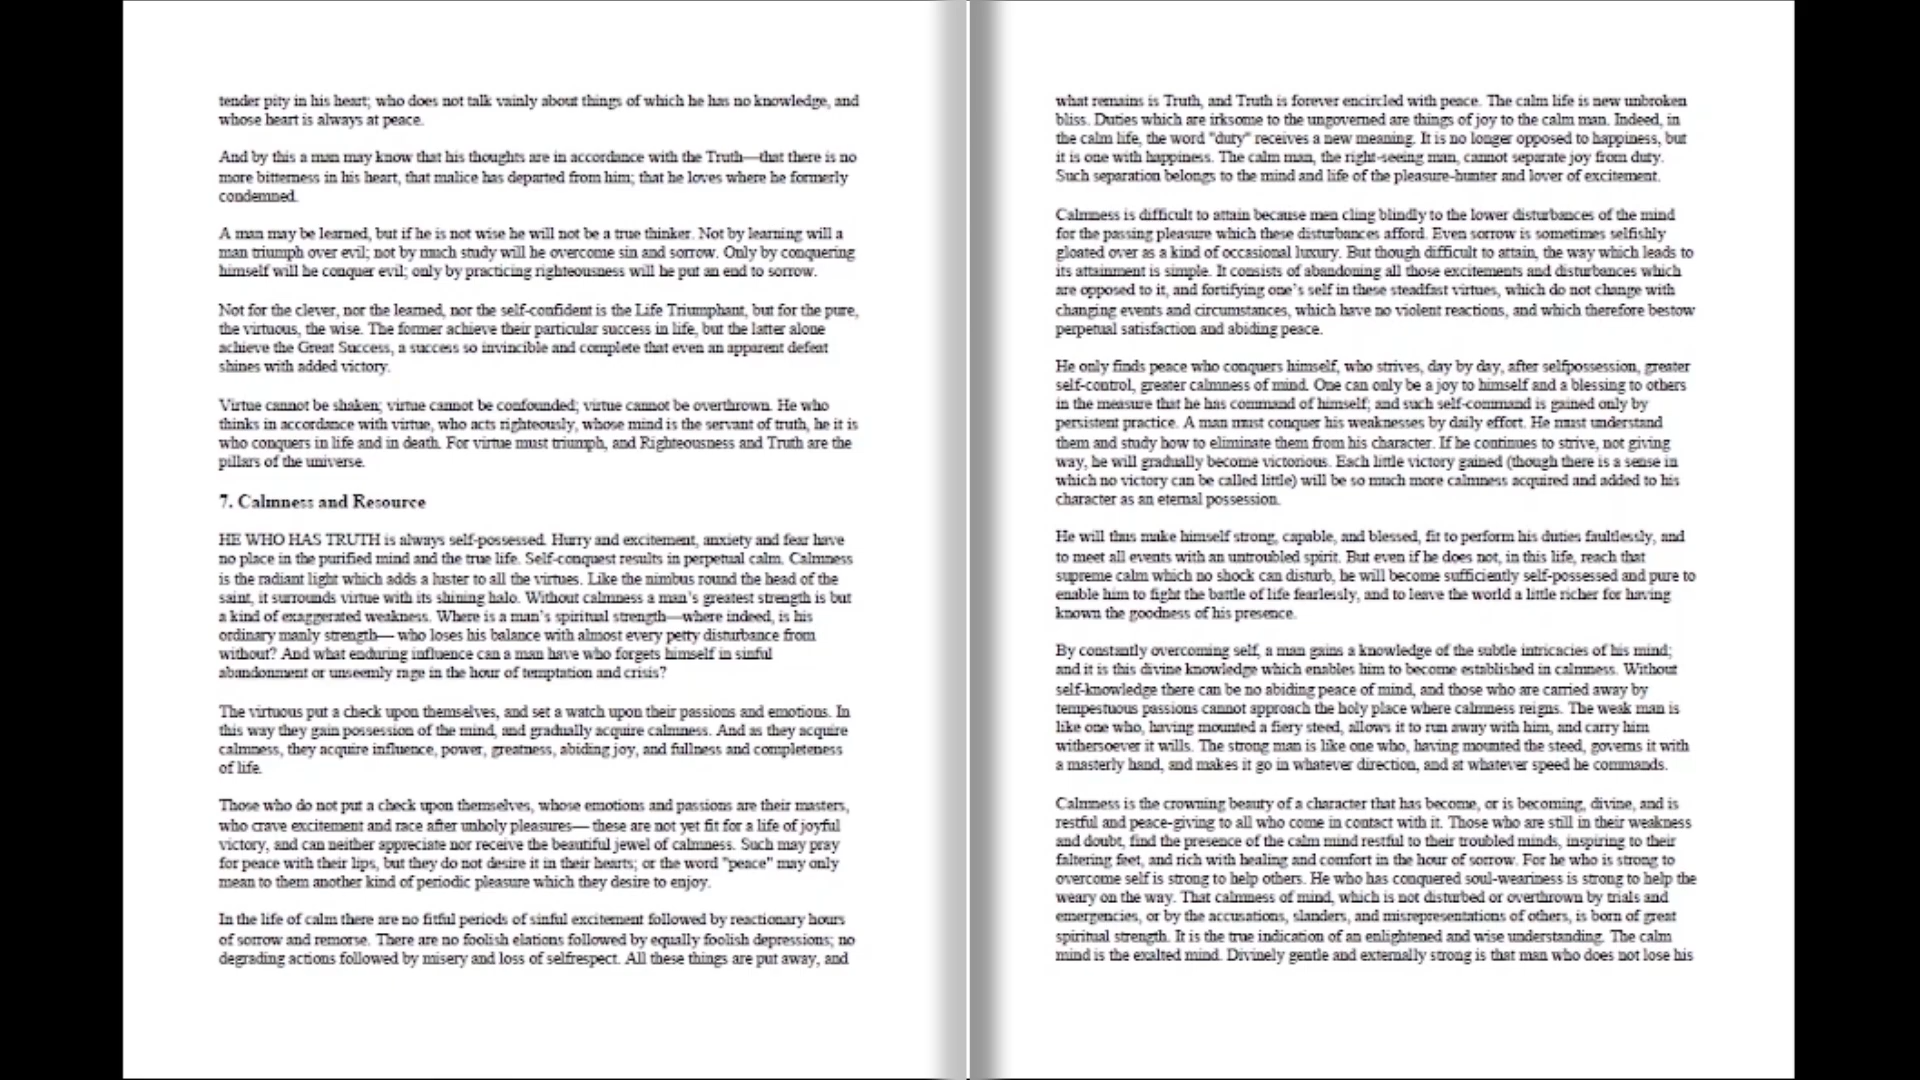 tender pity in his heart; who does not talk vainly about things of which he has no knowledge, and
whose heart is always at peace.
And by this a man may know that his thoughts are in accordance with the Truth—that there is no
more bitterness in his heart, that malice has departed from him; that he loves where he formerly
condemned.
A man may be learned, but if he is not wise he will not be a true thinker. Not by learning will a
man triumph over evil; not by much study will he overcome sin and sorrow. Only by conquering
himself will he conquer evil; only by practicing righteousness will he put an end to sorrow.
Not for the clever, nor the learned, nor the self-confident is the Life Triumphant, but for the pure,
the virtuous, the wise. The former achieve their particular success in life, but the latter alone
achieve the Great Success, a success so invincible and complete that even an apparent defeat
shines with added victory.
Virtue cannot be shaken; virtue cannot be confounded; virtue cannot be overthrown. He who
thinks in accordance with virtue, who acts righteously, whose mind is the servant of truth, he it is
who conquers in life and in death. For virtue must triumph, and Righteousness and Truth are the
pillars of the universe.
7. Calmness and Resource
HE WHO HAS TRUTH is always self-possessed. Hurry and excitement, anxiety and fear have
no place in the purified mind and the true life. Self-conquest results in perpetual calm. Calmness
is the radiant light which adds a luster to all the virtues. Like the nimbus round the head of the
saint, it surrounds virtue with its shining halo. Without calmness a man's greatest strength is but
a kind of exaggerated weakness. Where is a man's spiritual strength—where indeed, is his
ordinary manly strength— who loses his balance with almost every petty disturbance from
without? And what enduring influence can a man have who forgets himself in sinful
abandonment or unseemly rage in the hour of temptation and crisis?
The virtuous put a check upon themselves, and set a watch upon their passions and emotions. In
this way they gain possession of the mind, and gradually acquire calmness. And as they acquire
calmness, they acquire influence, power, greatness, abiding joy, and fullness and completeness
of life.
Those who do not put a check upon themselves, whose emotions and passions are their masters,
who crave excitement and race after unholy pleasures— these are not yet fit for a life of joyful
victory, and can neither appreciate nor receive the beautiful jewel of calmness. Such may pray
for peace with their lips, but they do not desire it in their hearts; or the word "peace" may only
mean to them another kind of periodic pleasure which they desire to enjoy.
In the life of calm there are no fitful periods of sinful excitement followed by reactionary hours
of sorrow and remorse. There are no foolish elations followed by equally foolish depressions; no
degrading actions followed by misery and loss of selfrespect. All these things are put away, and
what remains is Truth, and Truth is forever encircled with peace. The calm life is new unbroken
bliss. Duties which are irksome to the ungoverned are things of joy to the calm man. Indeed, in
the calm life, the word "duty" receives a new meaning. It is no longer opposed to happiness, but
it is one with happiness. The calm man, the right-seeing man, cannot separate joy from duty.
Such separation belongs to the mind and life of the pleasure-hunter and lover of excitement.
Calmness is difficult to attain because men cling blindly to the lower disturbances of the mind
for the passing pleasure which these disturbances afford. Even sorrow is sometimes selfishly
gloated over as a kind of occasional luxury. But though difficult to attain, the way which leads to
its attainment is simple. It consists of abandoning all those excitements and disturbances which
are opposed to it, and fortifying one's self in these steadfast virtues, which do not change with
changing events and circumstances, which have no violent reactions, and which therefore bestow
perpetual satisfaction and abiding peace.
He only finds peace who conquers himself, who strives, day by day, after selfpossession, greater
self-control, greater calmness of mind. One can only be a joy to himself and a blessing to others
in the measure that he has command of himself; and such self-command is gained only by
persistent practice. A man must conquer his weaknesses by daily effort. He must understand
them and study how to eliminate them from his character. If he continues to strive, not giving
way, he will gradually become victorious. Each little victory gained (though there is a sense in
which no victory can be called little) will be so much more calmness acquired and added to his
character as an eternal possession.
He will thus make himself strong, capable, and blessed, fit to perform his duties faultlessly, and
to meet all events with an untroubled spirit. But even if he does not, in this life, reach that
supreme calm which no shock can disturb, he will become sufficiently self-possessed and pure to
enable him to fight the battle of life fearlessly, and to leave the world a little richer for having
known the goodness of his presence.
By constantly overcoming self, a man gains a knowledge of the subtle intricacies of his mind;
and it is this divine knowledge which enables him to become established in calmness. Without
self-knowledge there can be no abiding peace of mind, and those who are carried away by
tempestuous passions cannot approach the holy place where calmness reigns. The weak man is
like one who, having mounted a fiery steed, allows it to run away with him, and carry him
withersoever it wills. The strong man is like one who, having mounted the steed, governs it with
a masterly hand, and makes it go in whatever direction, and at whatever speed he commands.
Calmness is the crowning beauty of a character that has become, or is becoming, divine, and is
restful and peace-giving to all who come in contact with it. Those who are still in their weakness
and doubt, find the presence of the calm mind restful to their troubled minds, inspiring to their
faltering feet, and rich with healing and comfort in the hour of sorrow. For he who is strong to
overcome self is strong to help others. He who has conquered soul-weariness is strong to help the
weary on the way. That calmness of mind, which is not disturbed or overthrown by trials and
emergencies, or by the accusations, slanders, and misrepresentations of others, is born of great
spiritual strength. It is the true indication of an enlightened and wise understanding. The calm
mind is the exalted mind. Divinely gentle and externally strong is that man who does not lose his